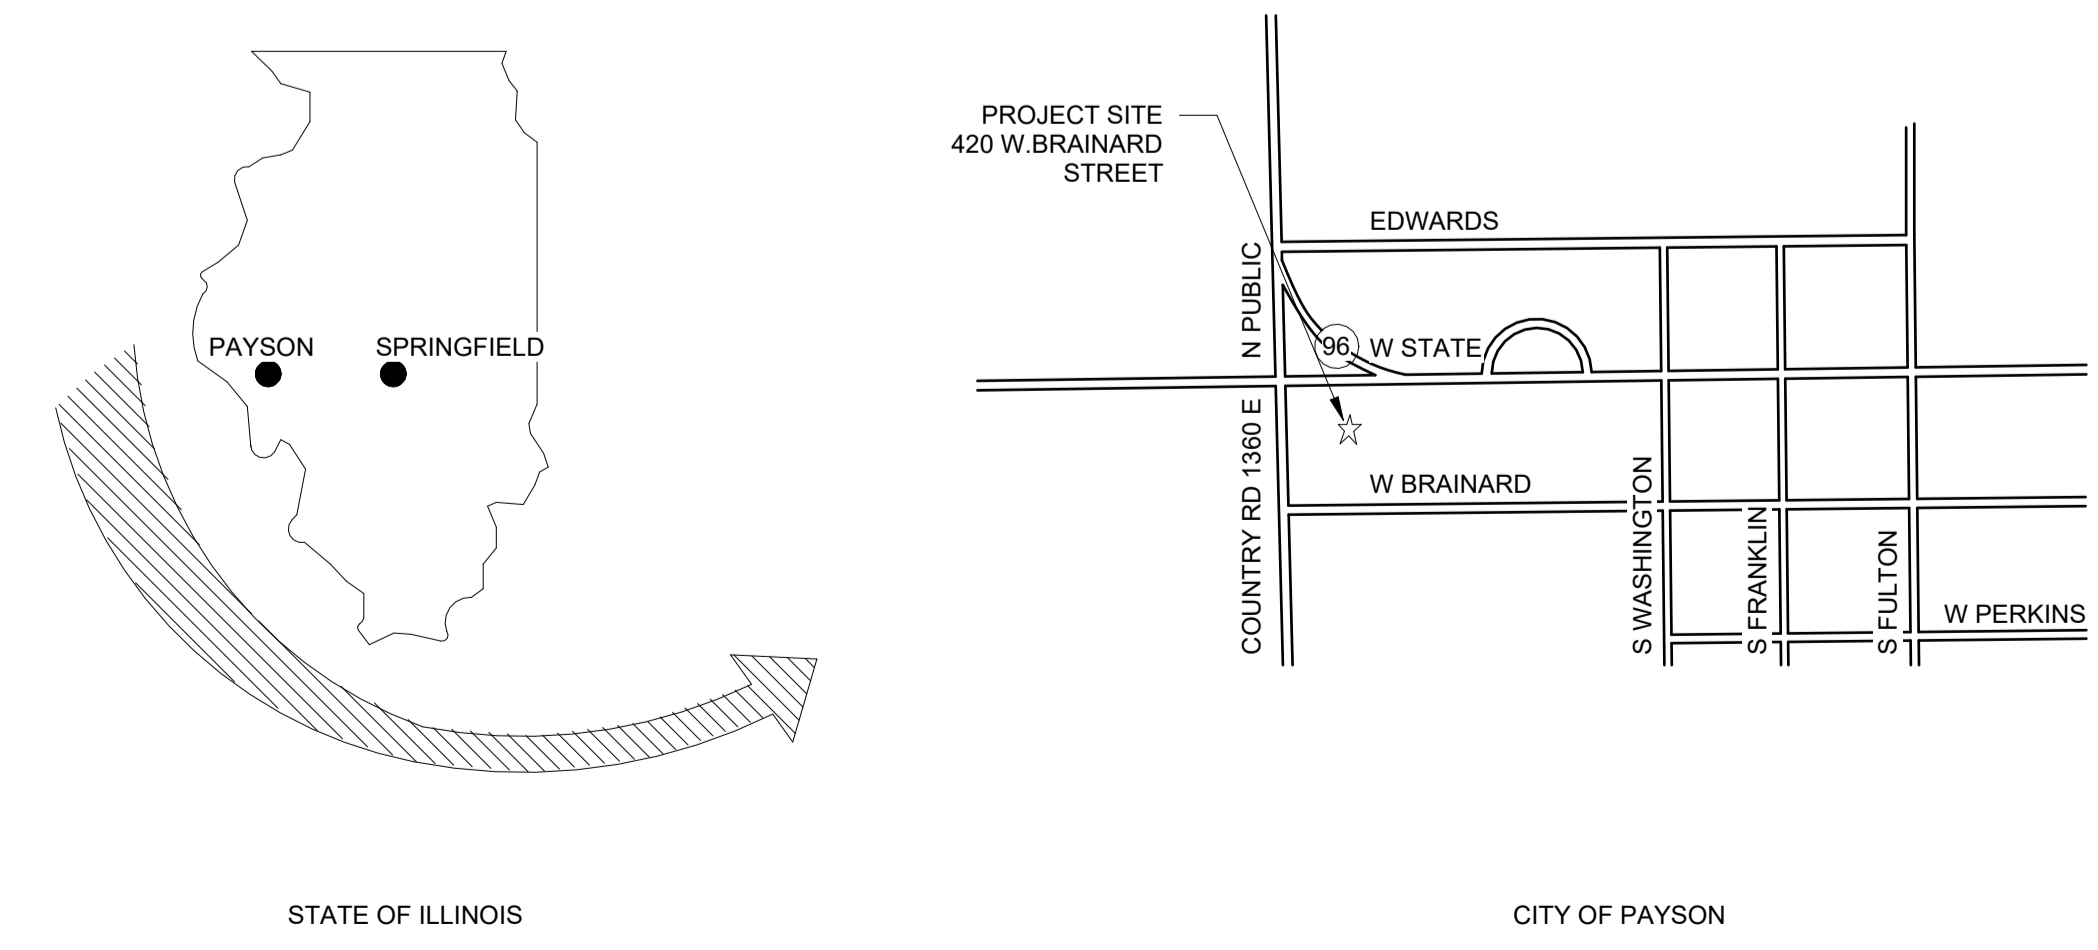 PAYSON
SPRINGFIELD
STATE OF ILLINOIS
PROJECT SITE
420 W.BRAINARD
STREET
EDWARDS
N PUBLIC
96
W STATE
COUNTRY RD 1360 E
W BRAINARD
S WASHINGTON
S FRANKLIN
S FULTON
W PERKINS
CITY OF PAYSON